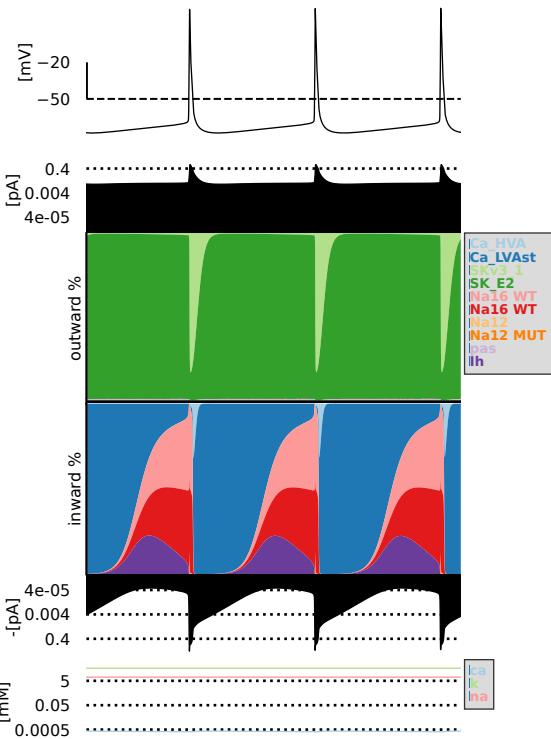 [mV]
−20
−50
[pA]
0.4
0.004
4e-05
outward %
Ca_HVA
Ca_LVAst
SKv3_1
SK_E2
Na16 WT
Na16 WT
Na12
Na12 MUT
pas
Ih
inward %
-[pA]
4e-05
0.004
0.4
[mM]
5
0.05
0.0005
ca
k
na